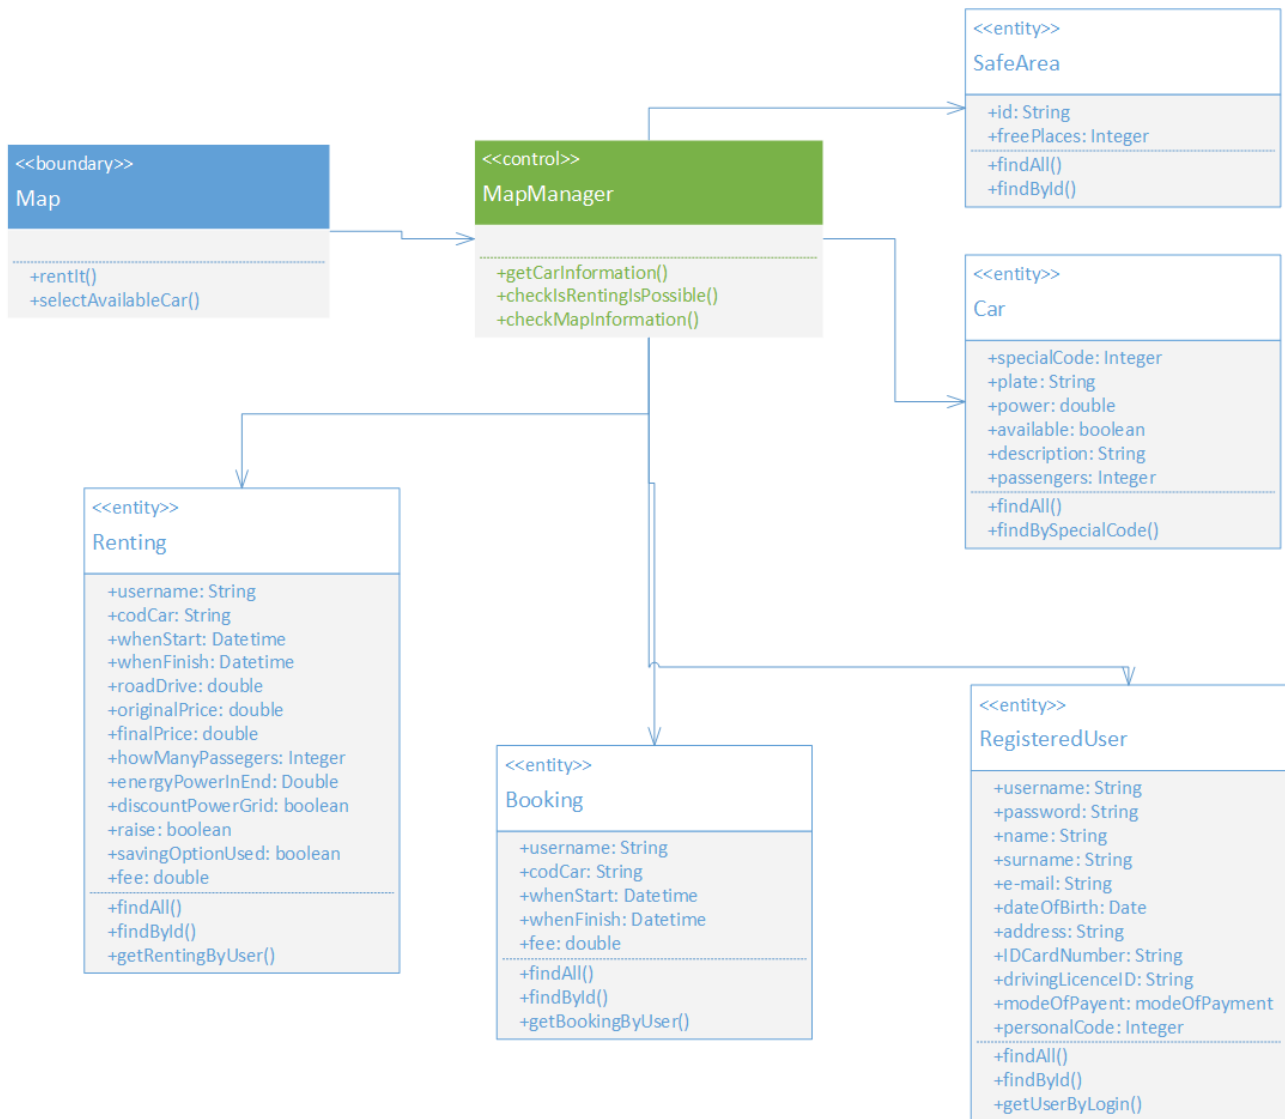 <<entity>>
SafeArea
+id: String
+freePlaces: Integer
+findAll()
+findById()
<<boundary>>
Map
+rentIt()
+selectAvailableCar()
<<control>>
MapManager
+getCarInformation()
+checkIsRentingIsPossible()
+checkMapInformation()
<<entity>>
Car
+specialCode: Integer
+plate: String
+power: double
+available: boolean
+description: String
+passengers: Integer
+findAll()
+findBySpecialCode()
<<entity>>
Renting
+username: String
+codCar: String
+whenStart: Datetime
+whenFinish: Datetime
+roadDrive: double
+originalPrice: double
+finalPrice: double
+howManyPassegers: Integer
+energyPowerInEnd: Double
+discountPowerGrid: boolean
+raise: boolean
+savingOptionUsed: boolean
+fee: double
+findAll()
+findById()
+getRentingByUser()
<<entity>>
Booking
+username: String
+codCar: String
+whenStart: Datetime
+whenFinish: Datetime
+fee: double
+findAll()
+findById()
+getBookingByUser()
<<entity>>
RegisteredUser
+username: String
+password: String
+name: String
+surname: String
+e-mail: String
+dateOfBirth: Date
+address: String
+IDCardNumber: String
+drivingLicenceID: String
+modeOfPayent: modeOfPayment
+personalCode: Integer
+findAll()
+findById()
+getUserByLogin()